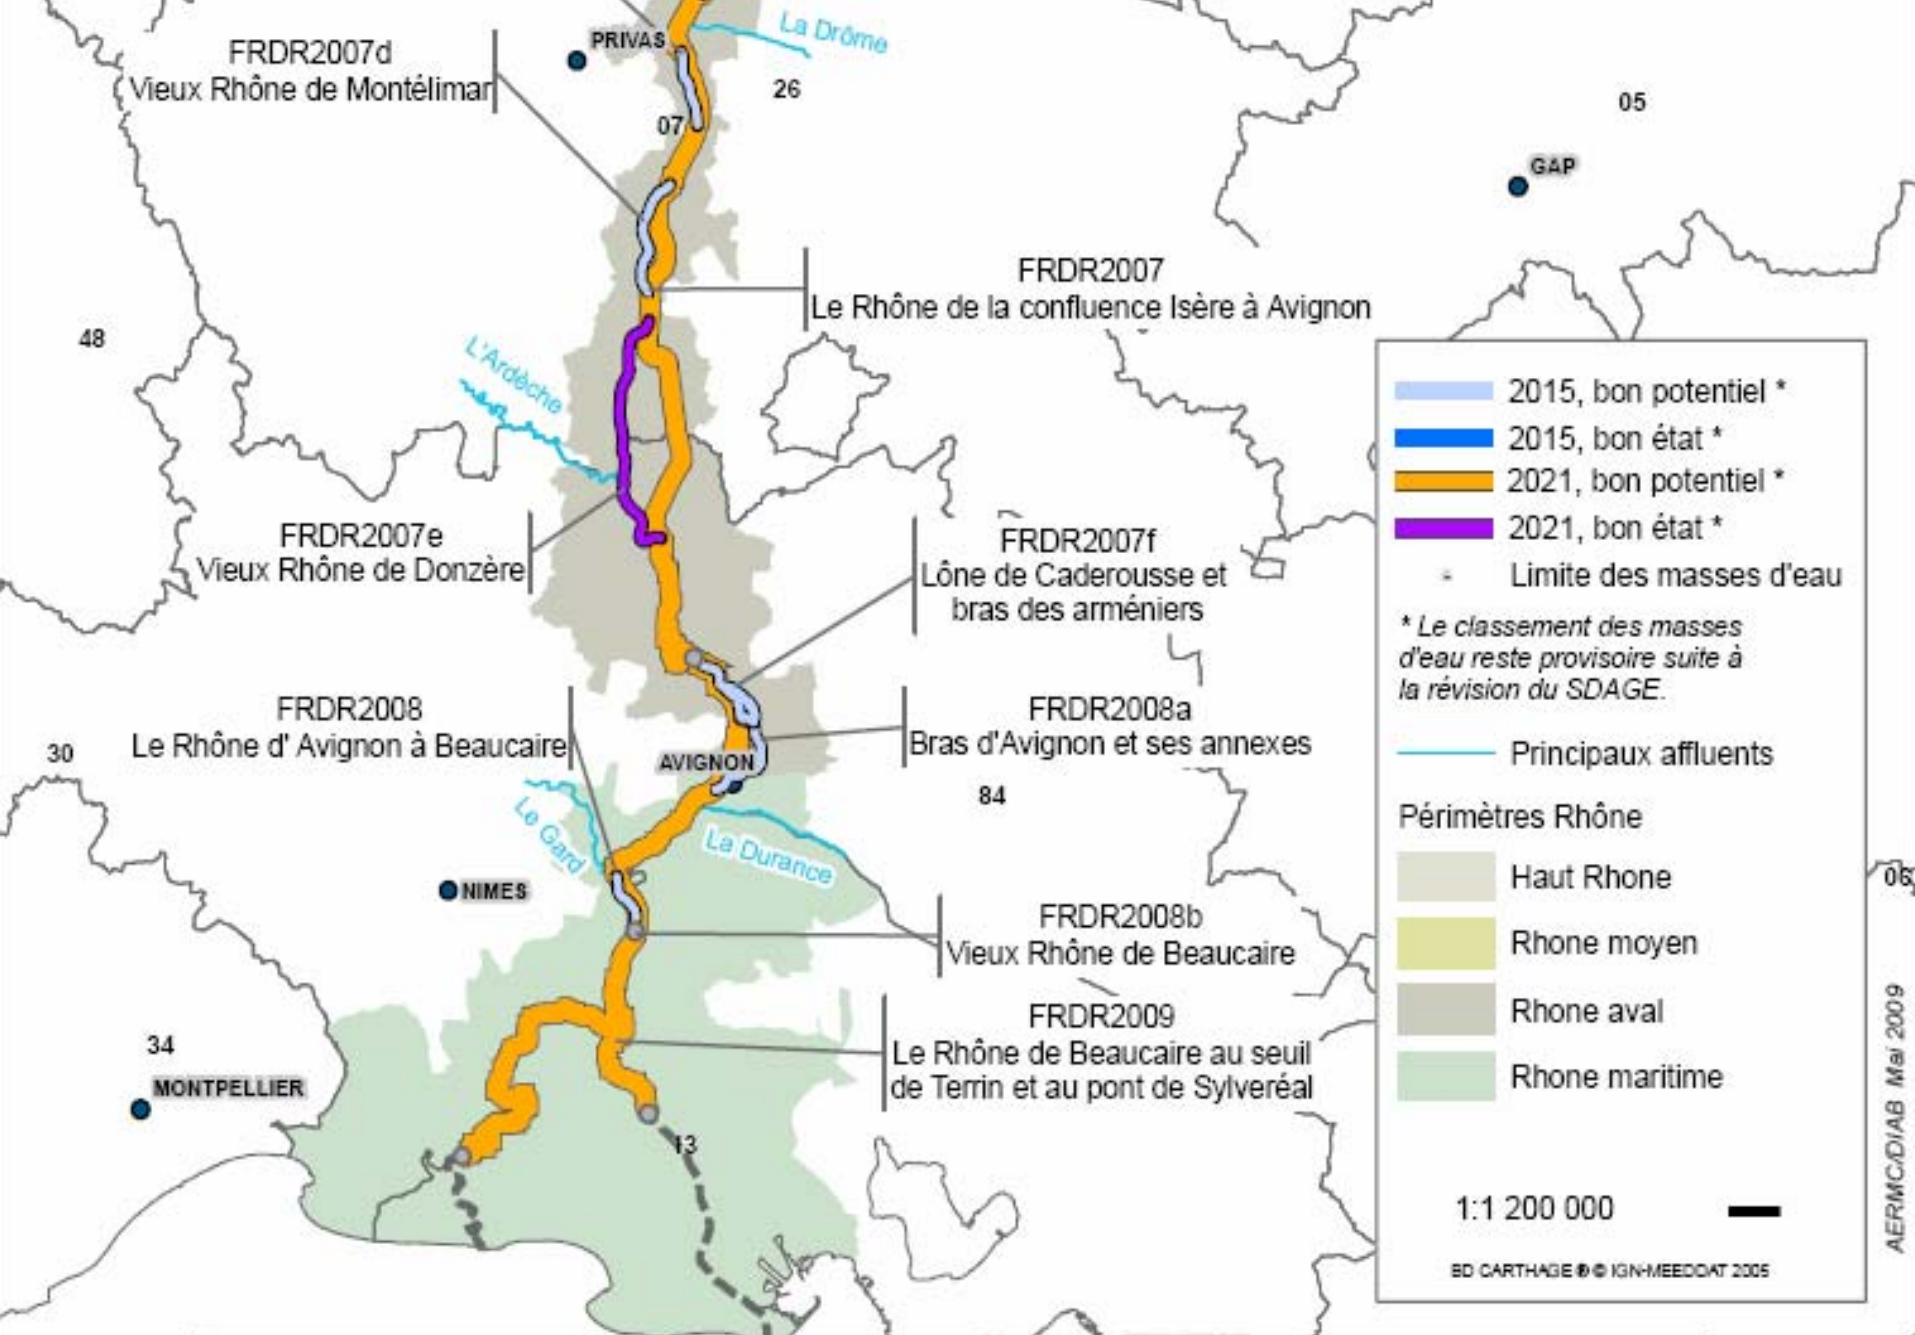 La Drôme
PRIVAS
FRDR2007d
Vieux Rhône de Montélimar
26
05
07
GAP
FRDR2007
Le Rhône de la confluence Isère à Avignon
48
L'Ardèche
FRDR2007e
Vieux Rhône de Donzère
FRDR2007f
Lône de Caderousse et
bras des arméniers
FRDR2008
Le Rhône d' Avignon à Beaucaire
FRDR2008a
Bras d'Avignon et ses annexes
30
AVIGNON
84
Le Gard
La Durance
NIMES
FRDR2008b
Vieux Rhône de Beaucaire
FRDR2009
Le Rhône de Beaucaire au seuil
de Terrin et au pont de Sylveréal
34
MONTPELLIER
13
2015, bon potentiel *
2015, bon état *
2021, bon potentiel *
2021, bon état *
Limite des masses d'eau
* Le classement des masses
d'eau reste provisoire suite à
la révision du SDAGE.
Principaux affluents
Périmètres Rhône
Haut Rhone
Rhone moyen
Rhone aval
Rhone maritime
1:1 200 000
BD CARTHAGE ® © IGN-MEEDDAT 2005
06
AERMC/DIAB Mai 2009